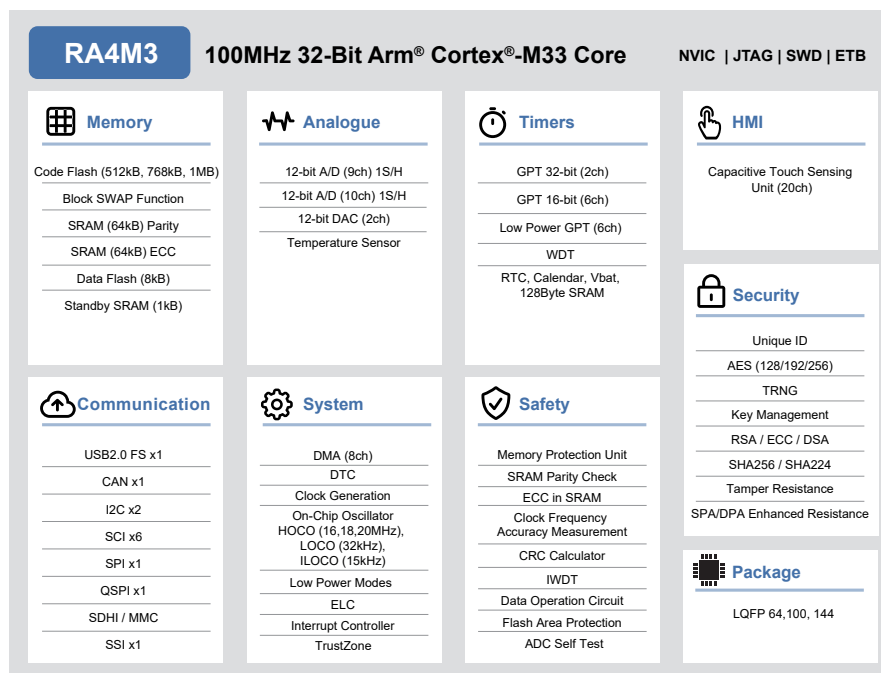 RA4M3
100MHz 32-Bit Arm® Cortex®-M33 Core
NVIC | JTAG | SWD | ETB
Memory
Code Flash (512kB, 768kB, 1MB)
Block SWAP Function
SRAM (64kB) Parity
SRAM (64kB) ECC
Data Flash (8kB)
Standby SRAM (1kB)
Analogue
12-bit A/D (9ch) 1S/H
12-bit A/D (10ch) 1S/H
12-bit DAC (2ch)
Temperature Sensor
Timers
GPT 32-bit (2ch)
GPT 16-bit (6ch)
Low Power GPT (6ch)
WDT
RTC, Calendar, Vbat,
128Byte SRAM
HMI
Capacitive Touch Sensing
Unit (20ch)
Security
Unique ID
AES (128/192/256)
TRNG
Key Management
RSA / ECC / DSA
SHA256 / SHA224
Tamper Resistance
SPA/DPA Enhanced Resistance
Communication
USB2.0 FS x1
CAN x1
I2C x2
SCI x6
SPI x1
QSPI x1
SDHI / MMC
SSI x1
System
DMA (8ch)
DTC
Clock Generation
On-Chip Oscillator
HOCO (16,18,20MHz),
LOCO (32kHz),
ILOCO (15kHz)
Low Power Modes
ELC
Interrupt Controller
TrustZone
Safety
Memory Protection Unit
SRAM Parity Check
ECC in SRAM
Clock Frequency
Accuracy Measurement
CRC Calculator
IWDT
Data Operation Circuit
Flash Area Protection
ADC Self Test
Package
LQFP 64,100, 144